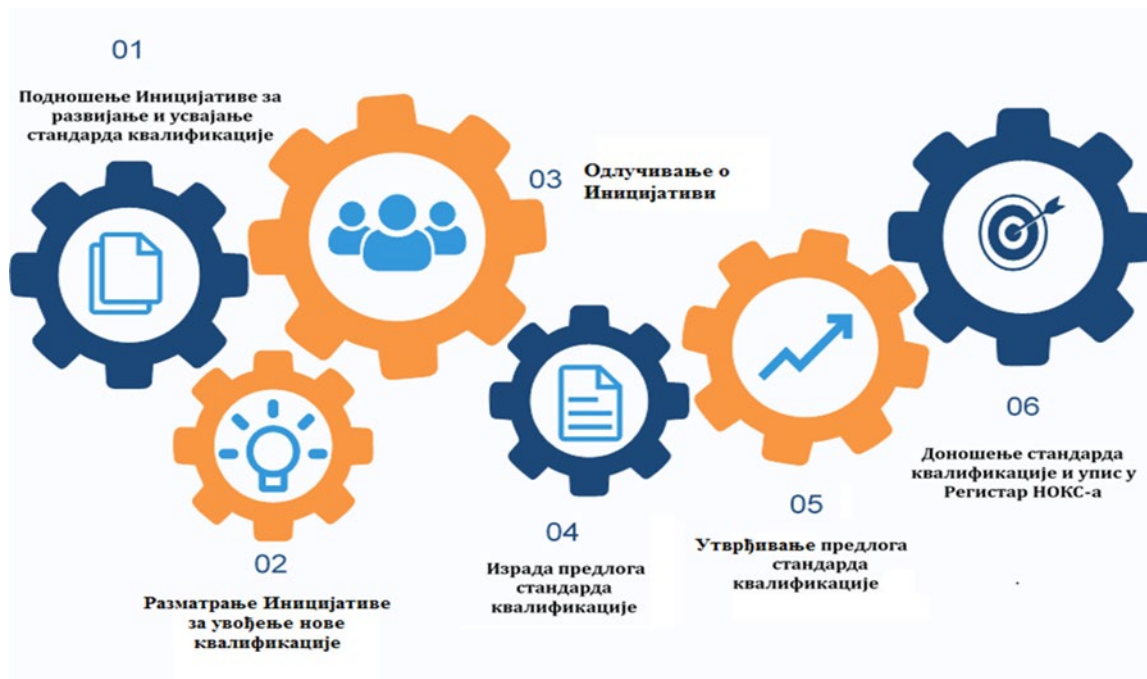 01
Подношење Иницијативе за
развијање и усвајање
стандарда квалификације
02
Разматрање Иницијативе
за увођење нове
квалификације
03
Одлучивање о
Иницијативи
04
Израда предлога
стандарда
квалификације
05
Утврђивање предлога
стандарда
квалификације
06
Доношење стандарда
квалификације и упис у
Регистар НОКС-а